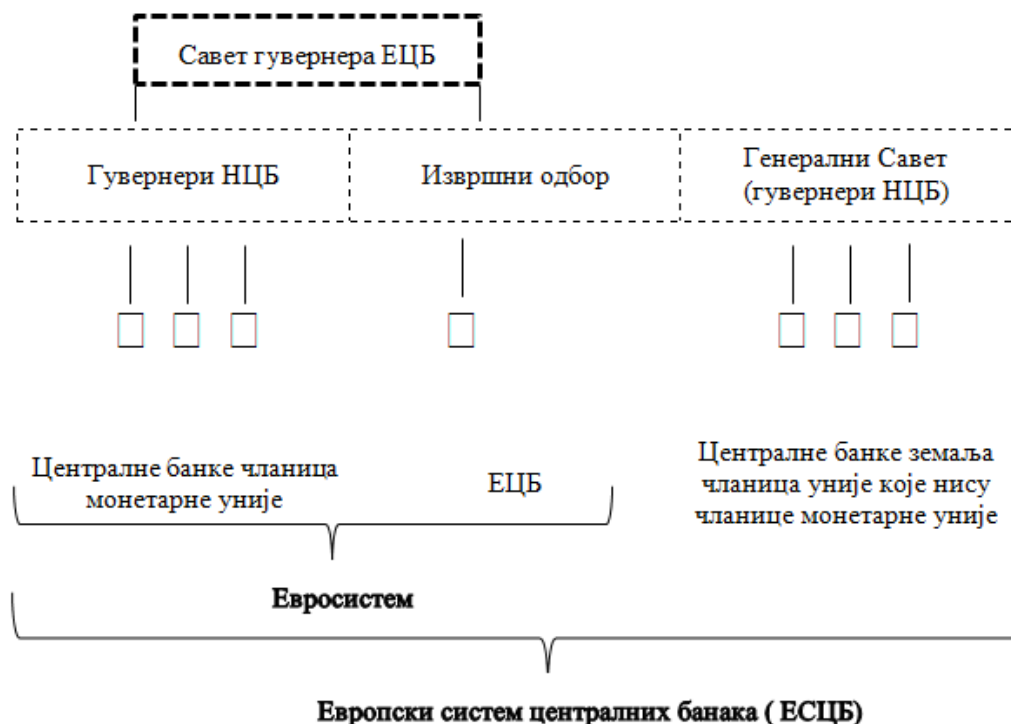 Савет гувернера ЕЦБ
Гувернери НЦБ
Извршни одбор
Генерални Савет
(гувернери НЦБ)
Централне банке чланица
монетарне уније
ЕЦБ
Централне банке земаља
чланица уније које нису
чланице монетарне уније
Евросистем
Европски систем централних банака ( ЕСЦБ)